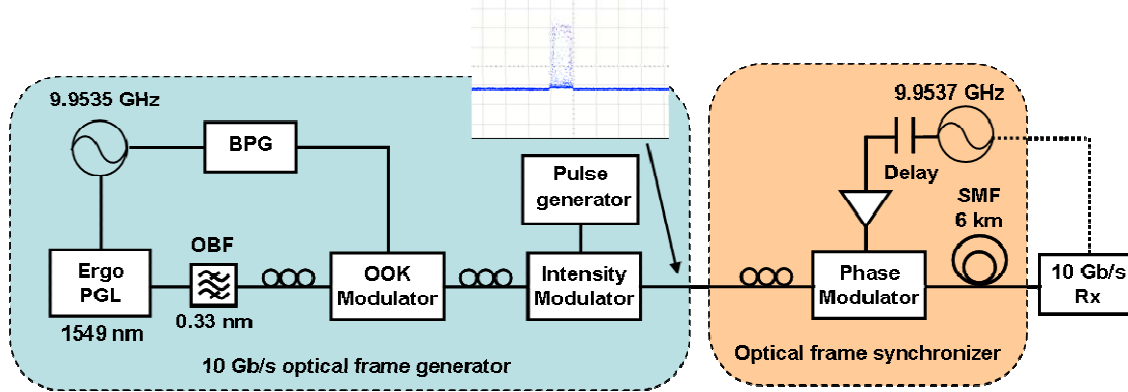 9.9535 GHz
BPG
Pulse
generator
9.9537 GHz
Delay
SMF
6 km
OBF
Ergo
PGL
OOK
Modulator
Intensity
Modulator
Phase
Modulator
10 Gb/s
Rx
1549 nm
0.33 nm
10 Gb/s optical frame generator
Optical frame synchronizer